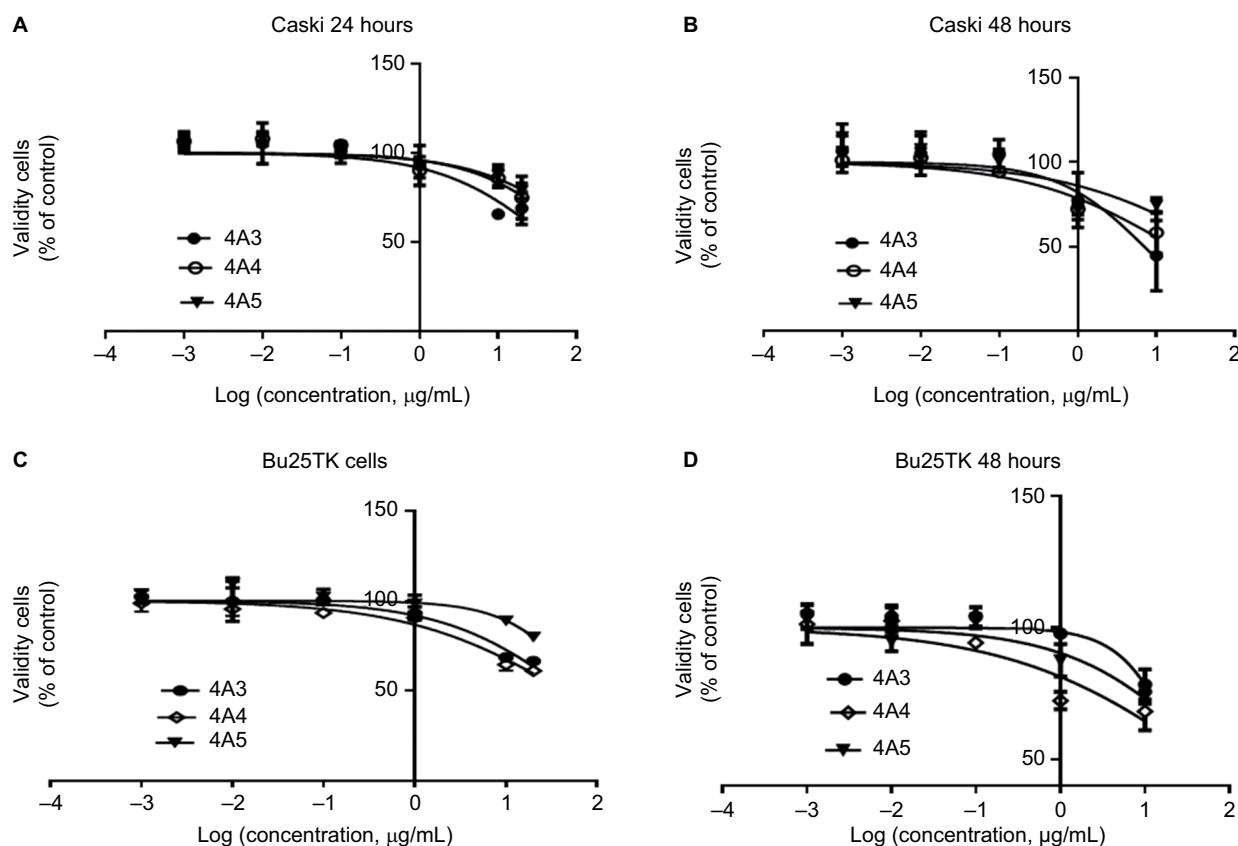 A
Caski 24 hours
150
100
50
Validity cells
(% of control)
4A3
4A4
4A5
–4 –3 –2 –1 0 1 2
Log (concentration, μg/mL)
B
Caski 48 hours
150
100
50
Validity cells
(% of control)
4A3
4A4
4A5
–4 –3 –2 –1 0 1 2
Log (concentration, μg/mL)
C
Bu25TK cells
150
100
50
Validity cells
(% of control)
4A3
4A4
4A5
–4 –3 –2 –1 0 1 2
Log (concentration, μg/mL)
D
Bu25TK 48 hours
150
100
50
Validity cells
(% of control)
4A3
4A4
4A5
–4 –3 –2 –1 0 1 2
Log (concentration, μg/mL)